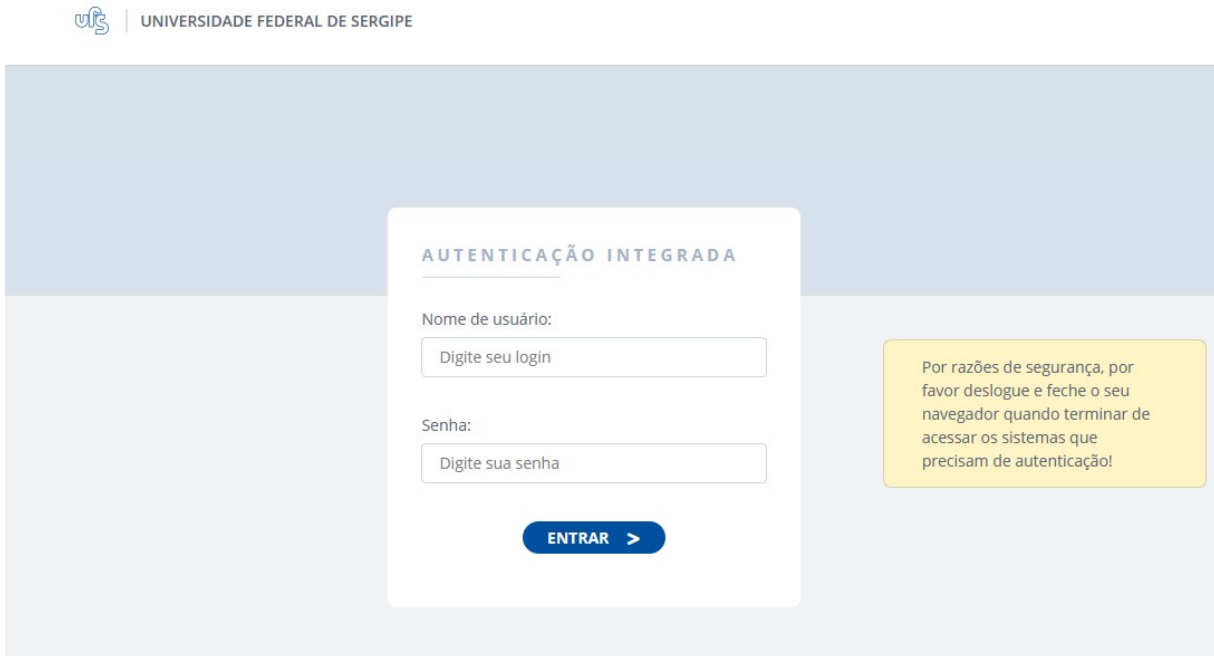 ufs
UNIVERSIDADE FEDERAL DE SERGIPE
AUTENTICAÇÃO INTEGRADA
Nome de usuário:
Digite seu login
Senha:
Digite sua senha
ENTRAR >
Por razões de segurança, por
favor deslogue e feche o seu
navegador quando terminar de
acessar os sistemas que
precisam de autenticação!